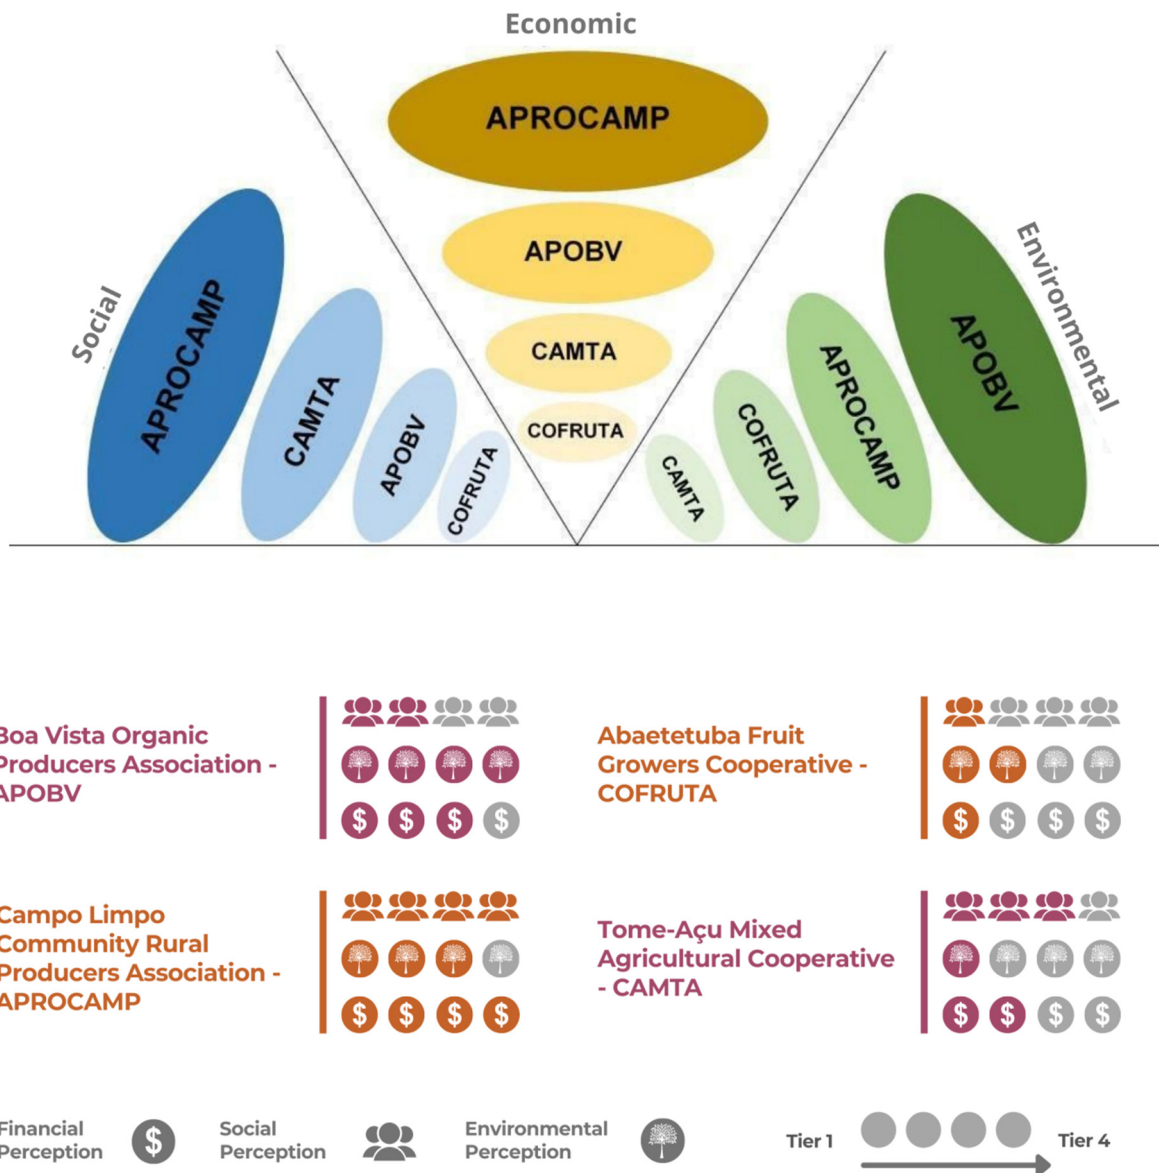 Economic
APROCAMP
APOBV
CAMTA
COFRUTA
Social
APROCAMP
CAMTA
APOBV
COFRUTA
CAMTA
COFRUTA
APROCAMP
APOBV
Environmental
Boa Vista Organic
Producers Association -
APOBV
$ $ $ $
Abaetetuba Fruit
Growers Cooperative -
COFRUTA
$ $ $ $
Campo Limpo
Community Rural
Producers Association -
APROCAMP
$ $ $ $
Tome-Açu Mixed
Agricultural Cooperative
- CAMTA
$ $ $ $
Financial
Perception
$
Social
Perception
Environmental
Perception
Tier 1
Tier 4